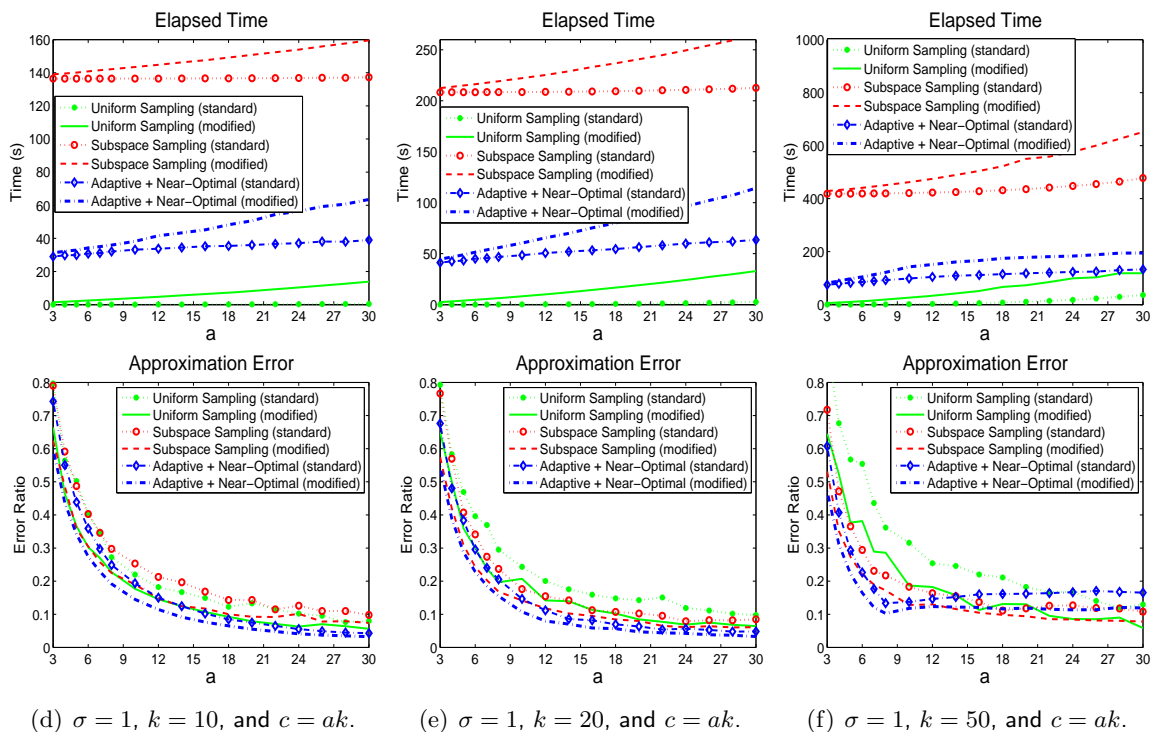 Elapsed Time
160
140
120
100
80
60
40
20
0
Time (s)
Uniform Sampling (standard)
Uniform Sampling (modified)
Subspace Sampling (standard)
Subspace Sampling (modified)
Adaptive + Near−Optimal (standard)
Adaptive + Near−Optimal (modified)
3 6 9 12 15 18 21 24 27 30
a
Elapsed Time
250
200
150
100
50
0
Time (s)
Uniform Sampling (standard)
Uniform Sampling (modified)
Subspace Sampling (standard)
Subspace Sampling (modified)
Adaptive + Near−Optimal (standard)
Adaptive + Near−Optimal (modified)
3 6 9 12 15 18 21 24 27 30
a
Elapsed Time
1000
800
600
400
200
0
Time (s)
Uniform Sampling (standard)
Uniform Sampling (modified)
Subspace Sampling (standard)
Subspace Sampling (modified)
Adaptive + Near−Optimal (standard)
Adaptive + Near−Optimal (modified)
3 6 9 12 15 18 21 24 27 30
a
Approximation Error
0.8
0.7
0.6
0.5
0.4
0.3
0.2
0.1
0
Error Ratio
Uniform Sampling (standard)
Uniform Sampling (modified)
Subspace Sampling (standard)
Subspace Sampling (modified)
Adaptive + Near−Optimal (standard)
Adaptive + Near−Optimal (modified)
3 6 9 12 15 18 21 24 27 30
a
Approximation Error
0.8
0.7
0.6
0.5
0.4
0.3
0.2
0.1
0
Error Ratio
Uniform Sampling (standard)
Uniform Sampling (modified)
Subspace Sampling (standard)
Subspace Sampling (modified)
Adaptive + Near−Optimal (standard)
Adaptive + Near−Optimal (modified)
3 6 9 12 15 18 21 24 27 30
a
Approximation Error
0.8
0.7
0.6
0.5
0.4
0.3
0.2
0.1
0
Error Ratio
Uniform Sampling (standard)
Uniform Sampling (modified)
Subspace Sampling (standard)
Subspace Sampling (modified)
Adaptive + Near−Optimal (standard)
Adaptive + Near−Optimal (modified)
3 6 9 12 15 18 21 24 27 30
a
(d) σ = 1, k = 10, and c = ak.
(e) σ = 1, k = 20, and c = ak.
(f) σ = 1, k = 50, and c = ak.